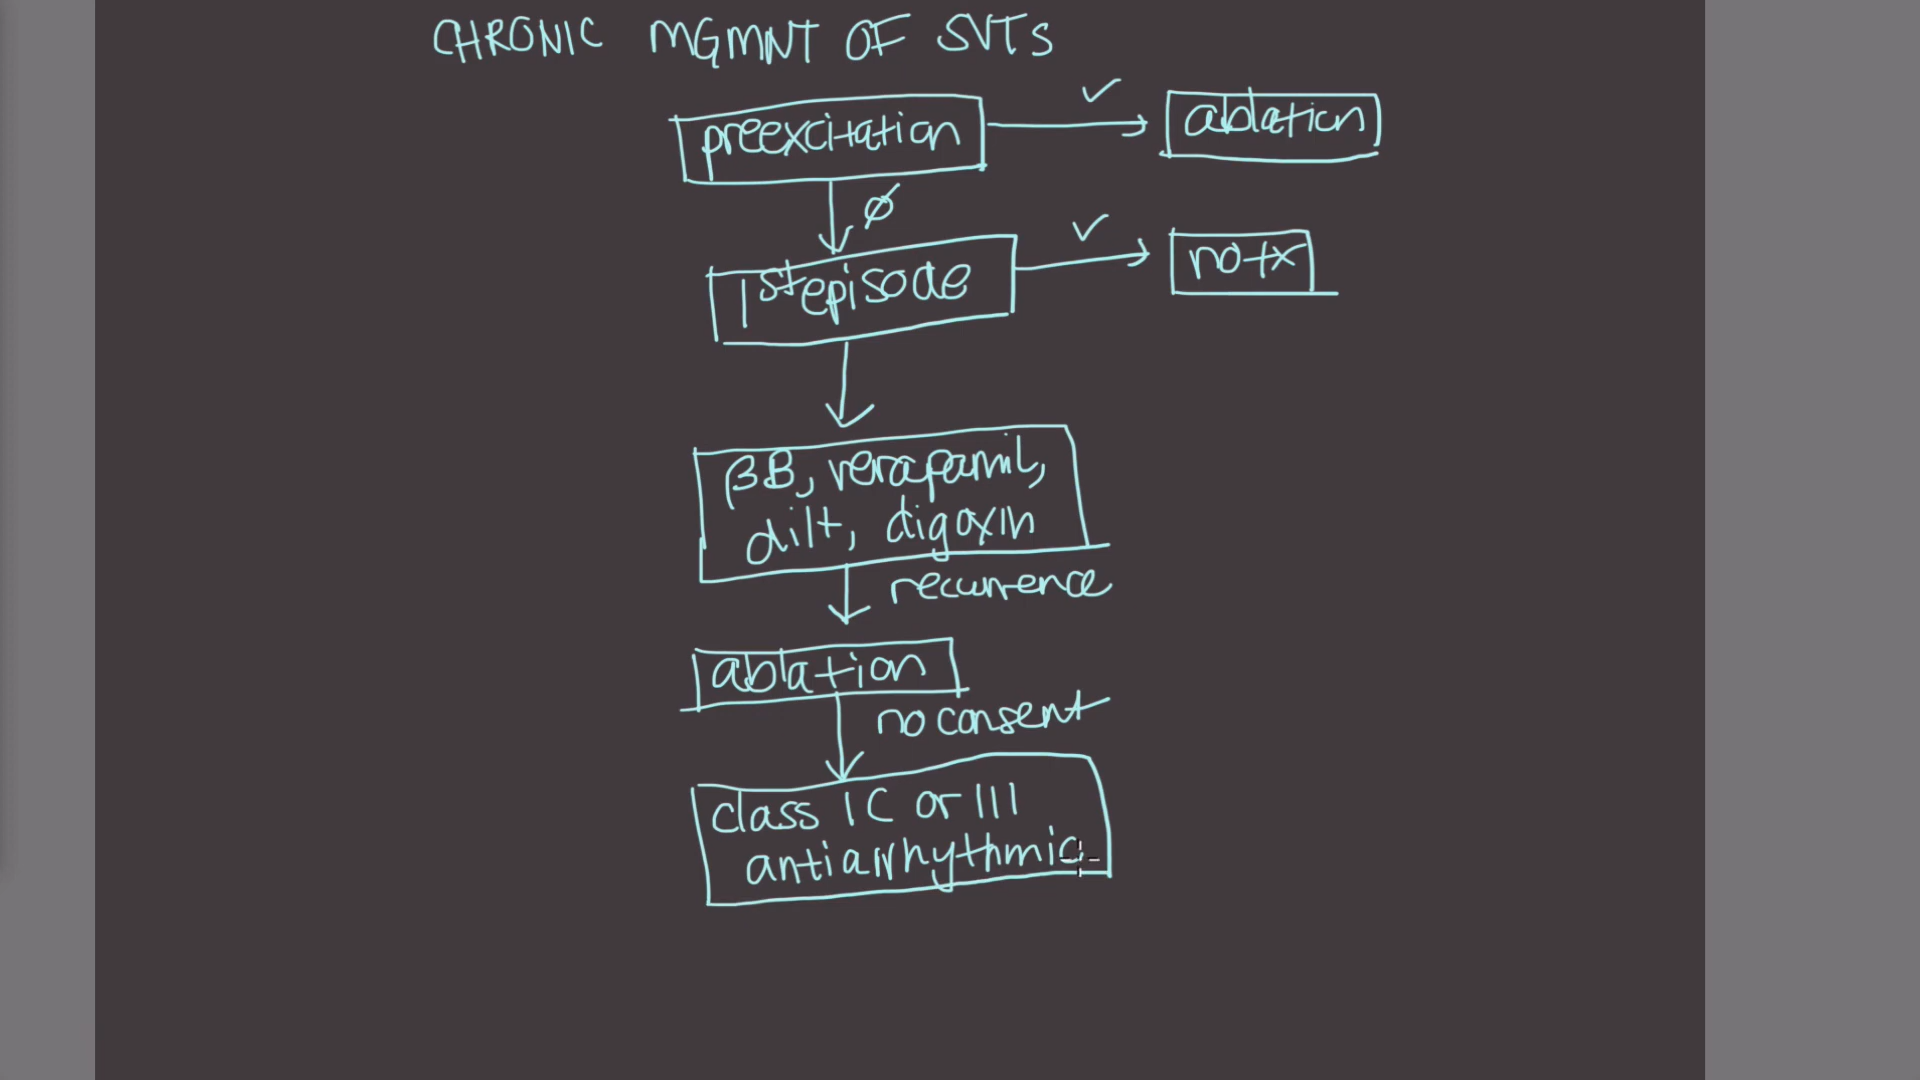 CHRONIC MGMNT OF SVTs
preexcitation
✓
ablation
Ø
1st episode
✓
no tx
βB, verapamil,
dilt, digoxin
recurrence
ablation
no consent
class IC or III
antiarrhythmic